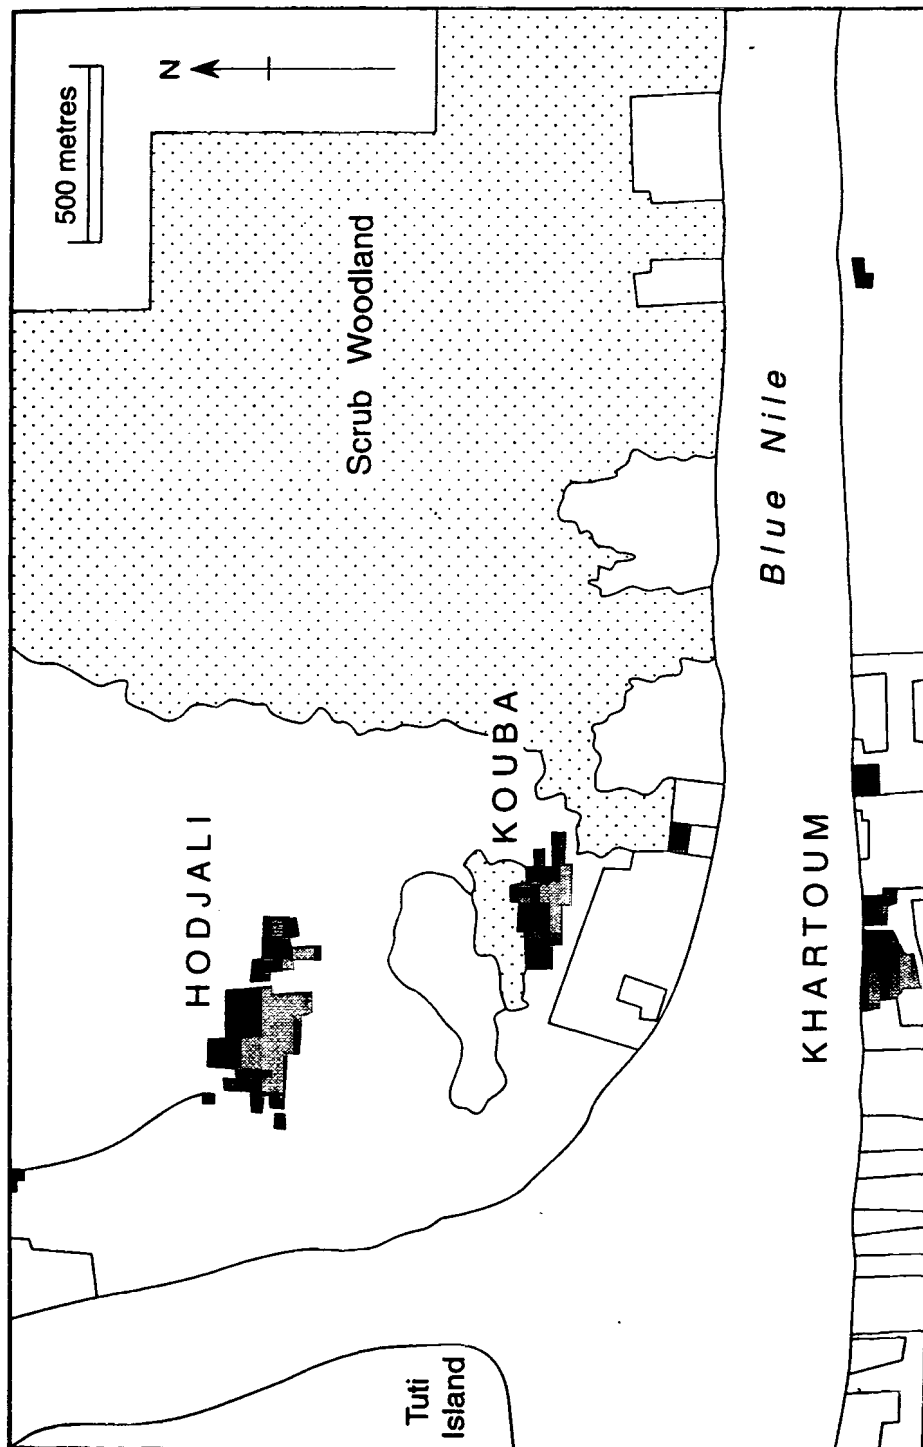 500 metres
N
Scrub Woodland
HODJALI
KOUBA
Blue Nile
KHARTOUM
Tuti
Island